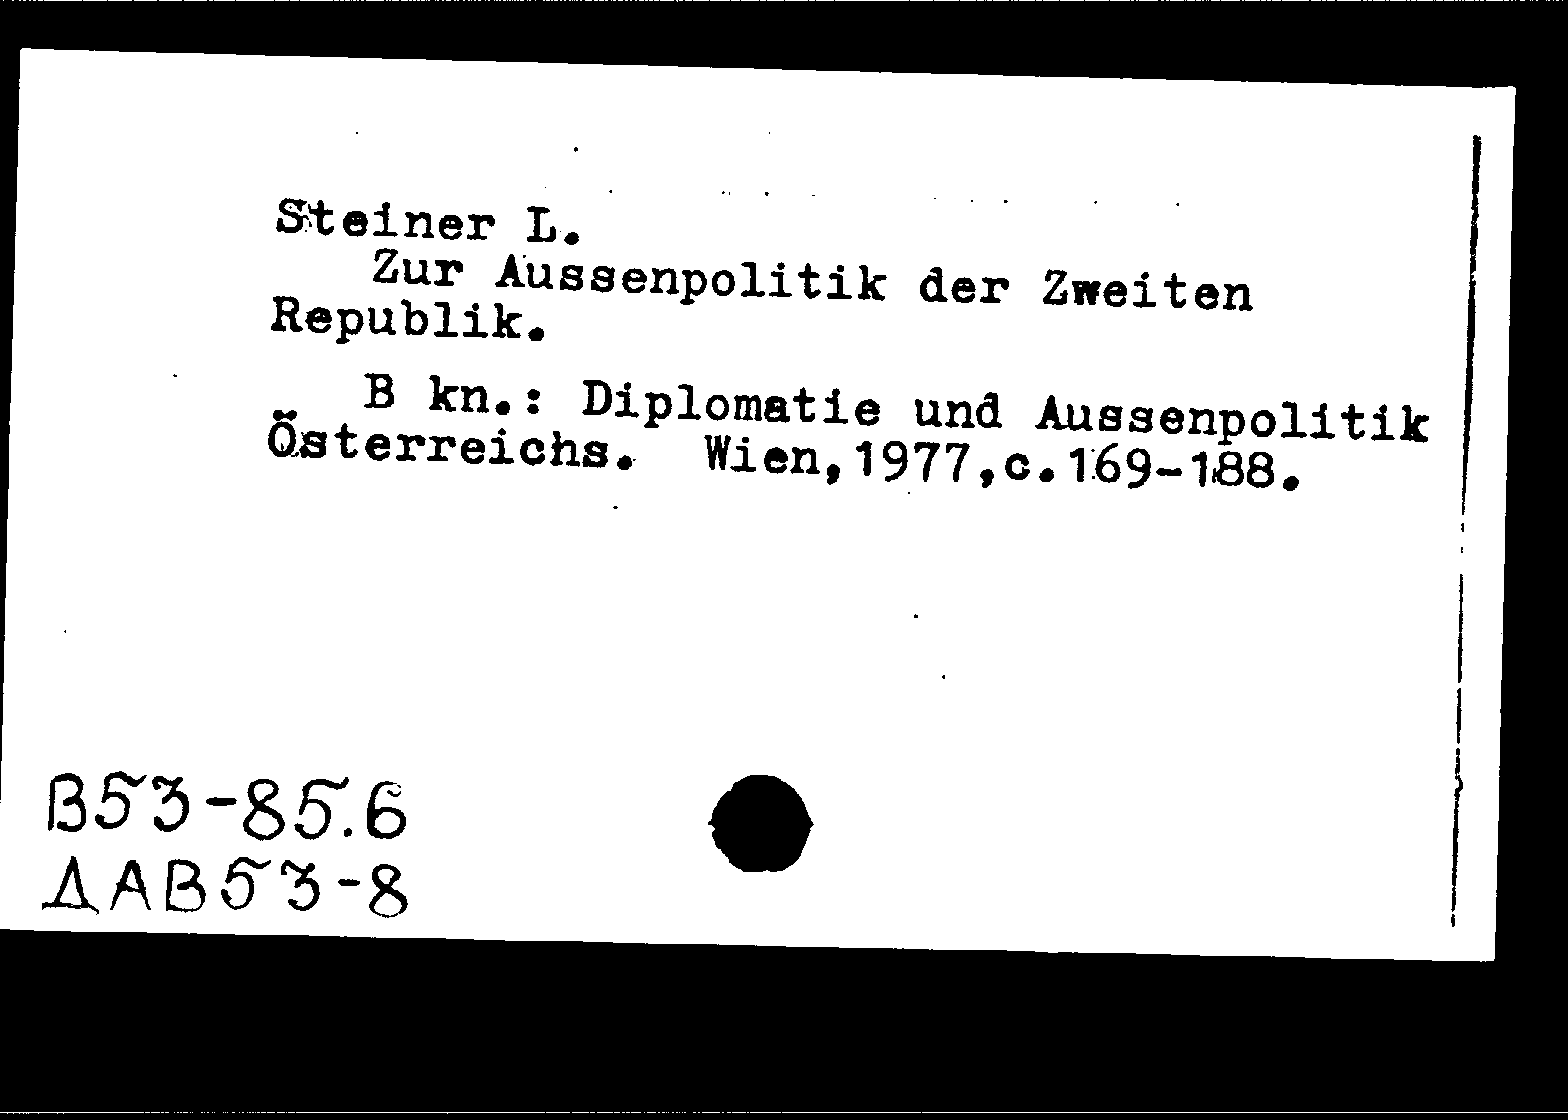 Steiner L.
Zur Aussenpolitik der Zweiten
Republik.
B kn.: Diplomatie und Aussenpolitik
Österreichs. Wien,1977,c.169-188.
В53-85.6
ДАВ53-8